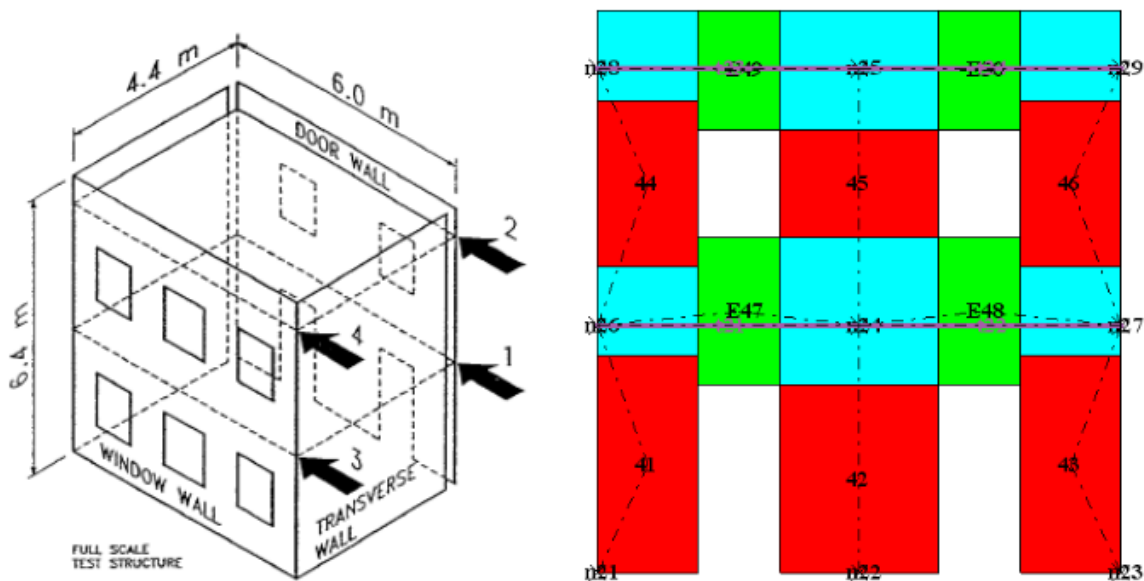 4.4 m
6.0 m
DOOR WALL
6.4 m
2
4
1
3
WINDOW WALL
TRANSVERSE
WALL
FULL SCALE
TEST STRUCTURE
n28
E49
n25
E50
n29
44
45
46
E47
E48
n26
n24
n27
41
42
43
n21
n22
n23